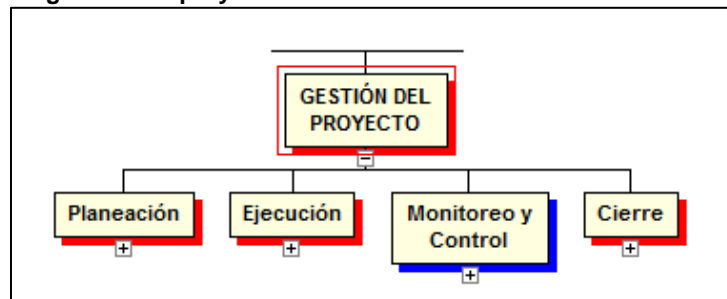 GESTIÓN DEL
PROYECTO
Planeación
Ejecución
Monitoreo y
Control
Cierre